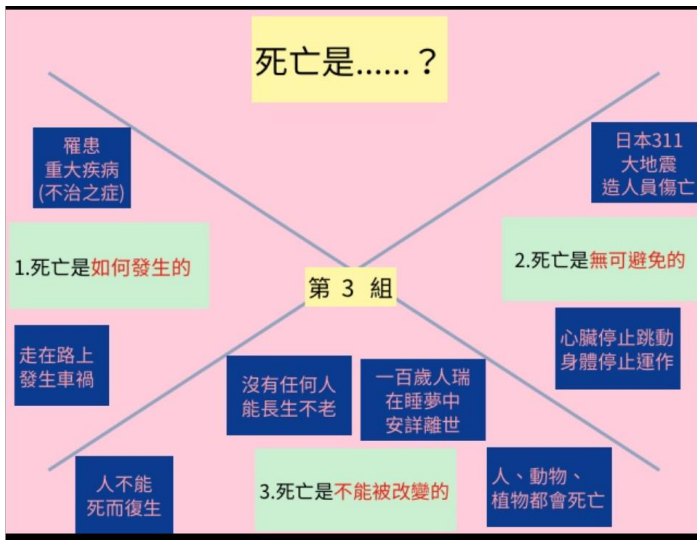 死亡是......？
罹患
重大疾病
(不治之症)
日本311
大地震
造人員傷亡
1.死亡是如何發生的
2.死亡是無可避免的
第 3 組
走在路上
發生車禍
心臟停止跳動
身體停止運作
沒有任何人
能長生不老
一百歲人瑞
在睡夢中
安詳離世
人不能
死而復生
3.死亡是不能被改變的
人、動物、
植物都會死亡